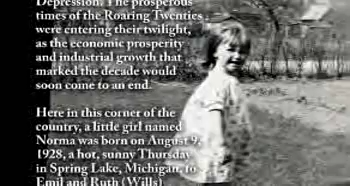 Depression. The prosperous
times of the Roaring Twenties
were entering their twilight,
as the economic prosperity
and industrial growth that
marked the decade would
soon come to an end.
Here in this corner of the
country, a little girl named
Norma was born on August 9,
1928, a hot, sunny Thursday
in Spring Lake, Michigan, to
Emil and Ruth (Wills)